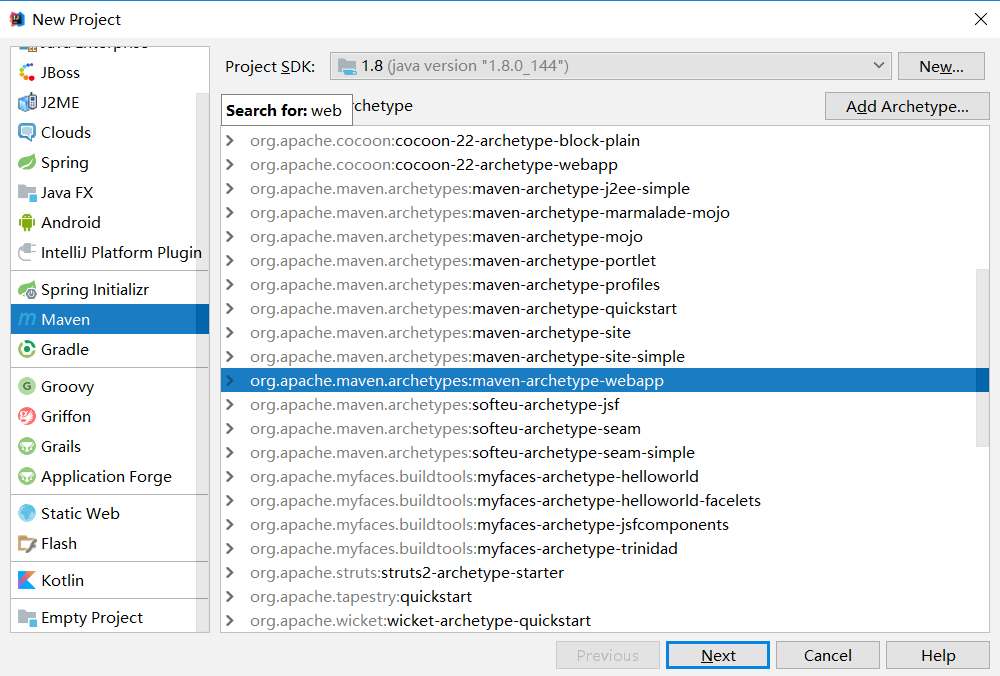 New Project
Java Enterprise
JBoss
J2ME
Clouds
Spring
Java FX
Android
IntelliJ Platform Plugin
Spring Initializr
Maven
Gradle
Groovy
Griffon
Grails
Application Forge
Static Web
Flash
Kotlin
Empty Project
Project SDK: 1.8 (java version "1.8.0_144") New...
Search for: web chetype Add Archetype...
org.apache.cocoon:cocoon-22-archetype-block-plain
org.apache.cocoon:cocoon-22-archetype-webapp
org.apache.maven.archetypes:maven-archetype-j2ee-simple
org.apache.maven.archetypes:maven-archetype-marmalade-mojo
org.apache.maven.archetypes:maven-archetype-mojo
org.apache.maven.archetypes:maven-archetype-portlet
org.apache.maven.archetypes:maven-archetype-profiles
org.apache.maven.archetypes:maven-archetype-quickstart
org.apache.maven.archetypes:maven-archetype-site
org.apache.maven.archetypes:maven-archetype-site-simple
org.apache.maven.archetypes:maven-archetype-webapp
org.apache.maven.archetypes:softeu-archetype-jsf
org.apache.maven.archetypes:softeu-archetype-seam
org.apache.maven.archetypes:softeu-archetype-seam-simple
org.apache.myfaces.buildtools:myfaces-archetype-helloworld
org.apache.myfaces.buildtools:myfaces-archetype-helloworld-facelets
org.apache.myfaces.buildtools:myfaces-archetype-jsfcomponents
org.apache.myfaces.buildtools:myfaces-archetype-trinidad
org.apache.struts:struts2-archetype-starter
org.apache.tapestry:quickstart
org.apache.wicket:wicket-archetype-quickstart
Previous Next Cancel Help